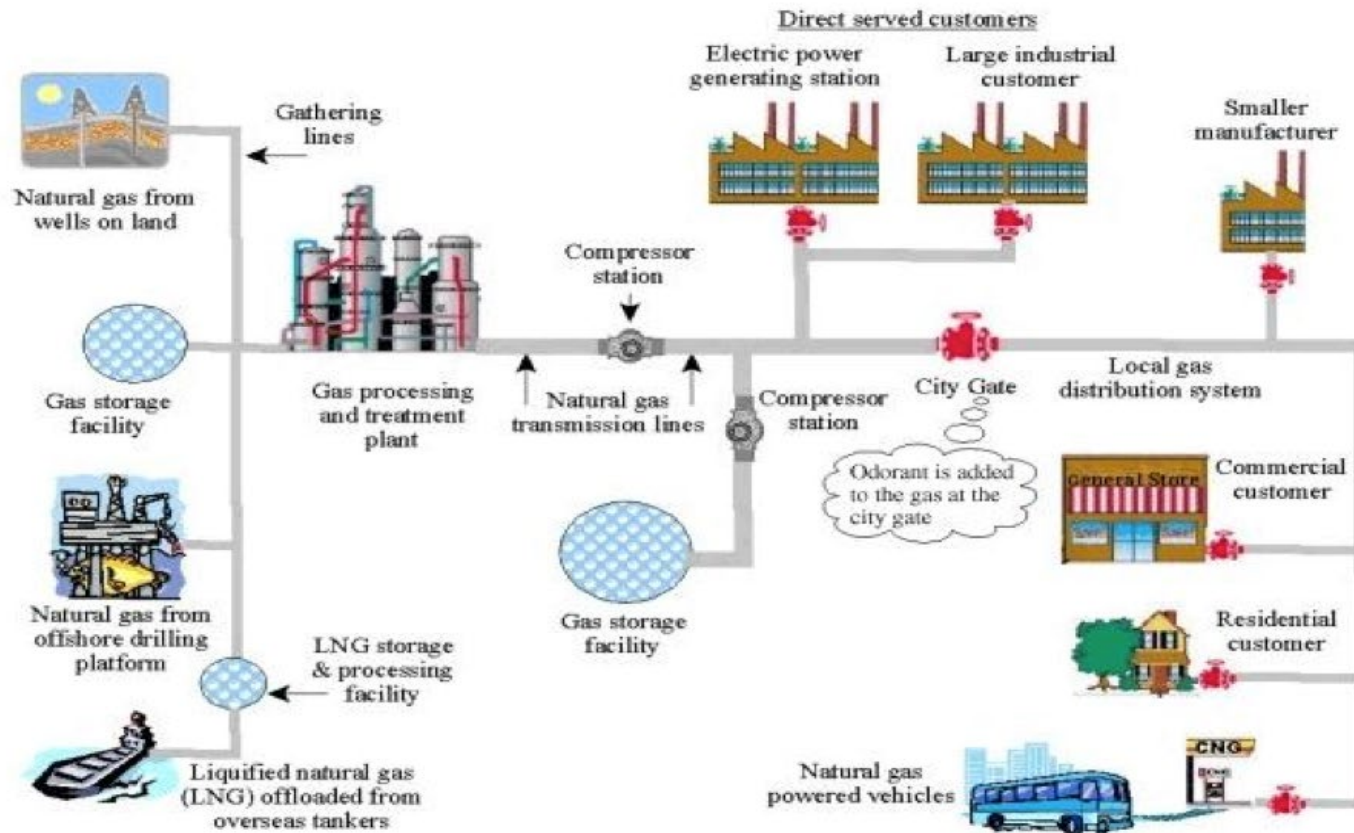 Direct served customers
Electric power
generating station
Large industrial
customer
Smaller
manufacturer
Gathering
lines
Natural gas from
wells on land
Compressor
station
Gas storage
facility
Gas processing
and treatment
plant
Natural gas
transmission lines
Compressor
station
City Gate
Local gas
distribution system
Odorant is added
to the gas at the
city gate
General Store
Commercial
customer
Natural gas from
offshore drilling
platform
Gas storage
facility
Residential
customer
LNG storage
& processing
facility
Liquified natural gas
(LNG) offloaded from
overseas tankers
Natural gas
powered vehicles
CNG
CNG